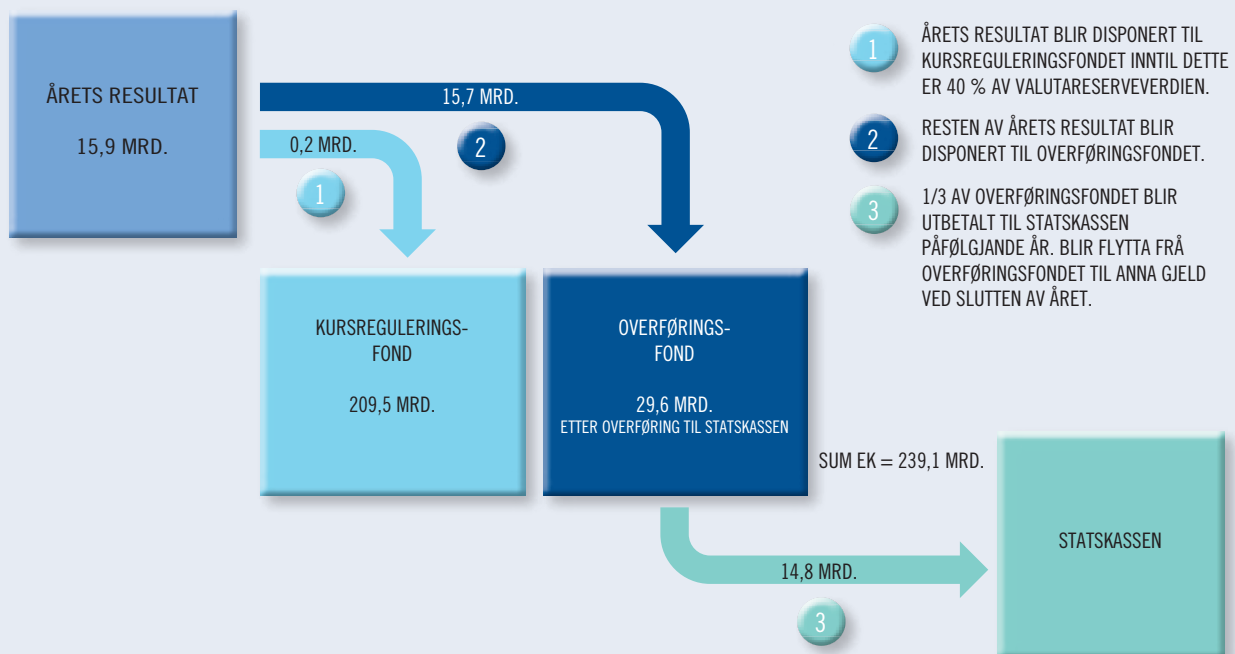 ÅRETS RESULTAT
15,9 MRD.
15,7 MRD.
2
0,2 MRD.
1
KURSREGULERINGS-
FOND
209,5 MRD.
OVERFØRINGS-
FOND
29,6 MRD.
ETTER OVERFØRING TIL STATSKASSEN
SUM EK = 239,1 MRD.
14,8 MRD.
3
STATSKASSEN
1
ÅRETS RESULTAT BLIR DISPONERT TIL
KURSREGULERINGSFONDET INNTIL DETTE
ER 40 % AV VALUTARESERVEVERDIEN.
2
RESTEN AV ÅRETS RESULTAT BLIR
DISPONERT TIL OVERFØRINGSFONDET.
3
1/3 AV OVERFØRINGSFONDET BLIR
UTBETALT TIL STATSKASSEN
PÅFØLGJANDE ÅR. BLIR FLYTTA FRÅ
OVERFØRINGSFONDET TIL ANNA GJELD
VED SLUTTEN AV ÅRET.